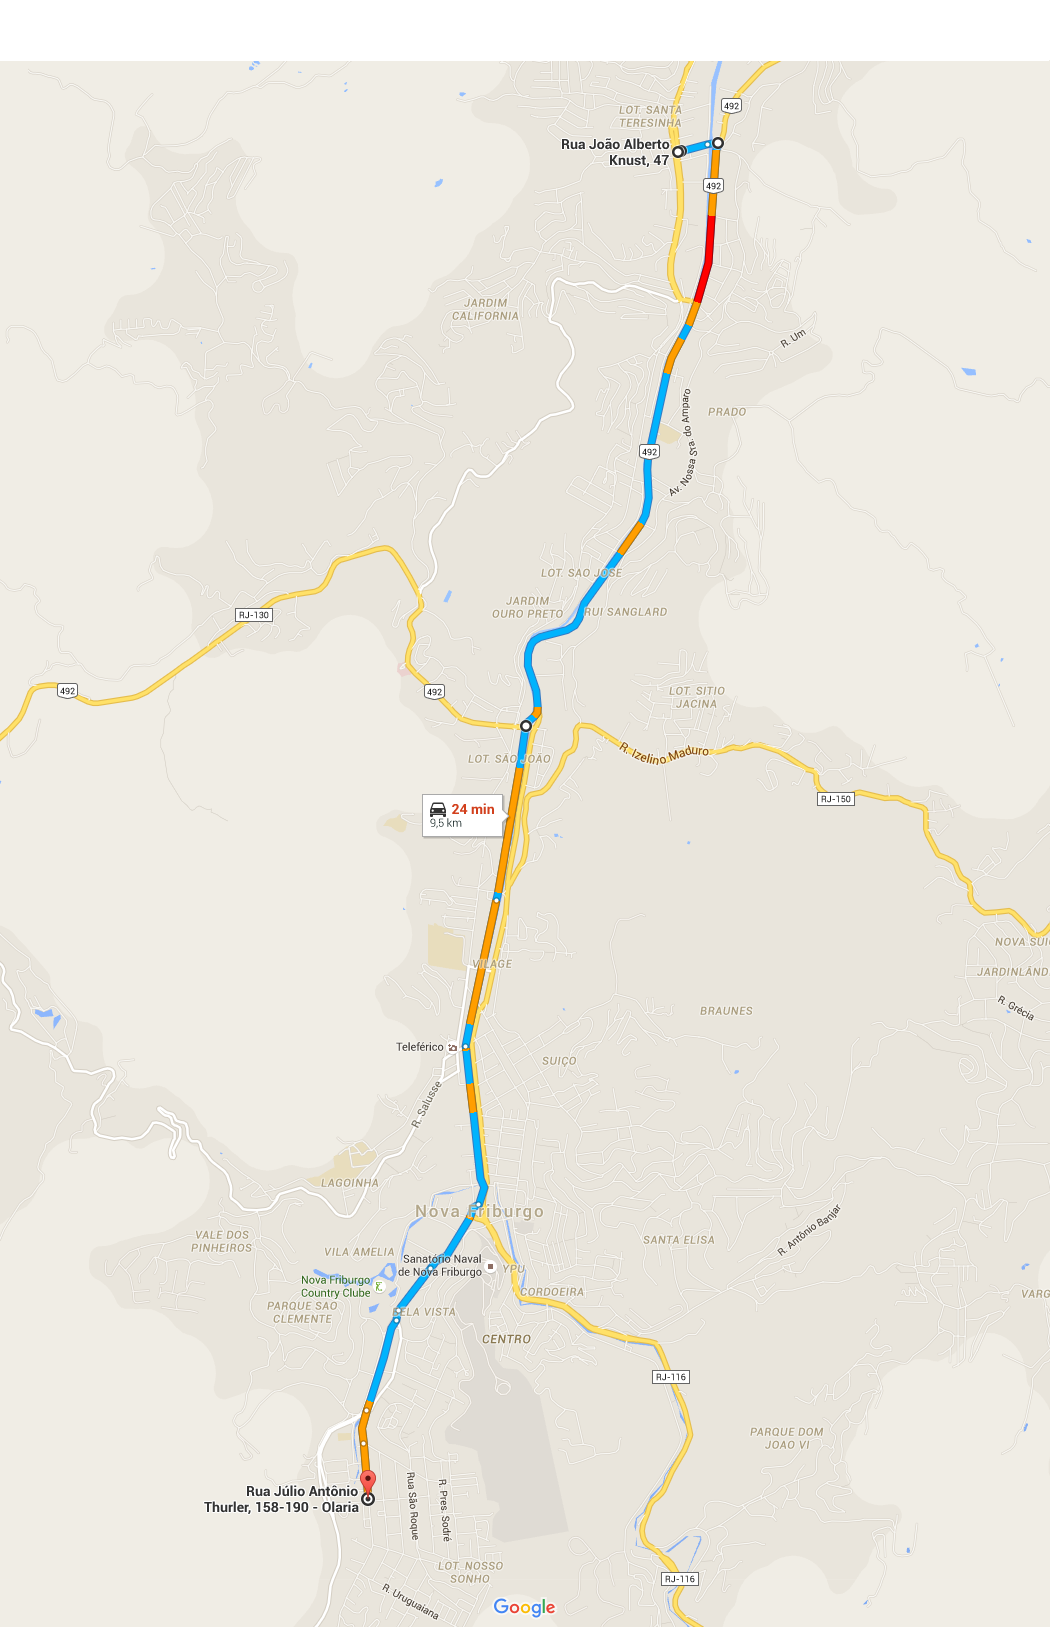 492
LOT. SANTA
TERESINHA
Rua João Alberto
Knust, 47
492
JARDIM
CALIFORNIA
R. Um
PRADO
Av. Nossa Sra. do Amparo
492
LOT. SAO JOSE
JARDIM
OURO PRETO
RUI SANGLARD
RJ-130
492
492
LOT. SITIO
JACINA
R. Izelino Maduro
LOT. SÃO JOAO
RJ-150
24 min
9,5 km
VILAGE
NOVA SUIÇ
JARDINLÂND
R. Grécia
BRAUNES
Teleférico
SUIÇO
R. Salusse
LAGOINHA
Nova Friburgo
R. Antônio Banjar
VALE DOS
PINHEIROS
VILA AMELIA
SANTA ELISA
Sanatório Naval
de Nova Friburgo
YPU
Nova Friburgo
Country Clube
CORDOEIRA
VARG
PARQUE SAO
CLEMENTE
BELA VISTA
CENTRO
RJ-116
PARQUE DOM
JOAO VI
Rua Júlio Antônio
Thurler, 158-190 - Olaria
Rua São Roque
R. Pres. Sodré
LOT. NOSSO
SONHO
RJ-116
R. Uruguaiana
Google